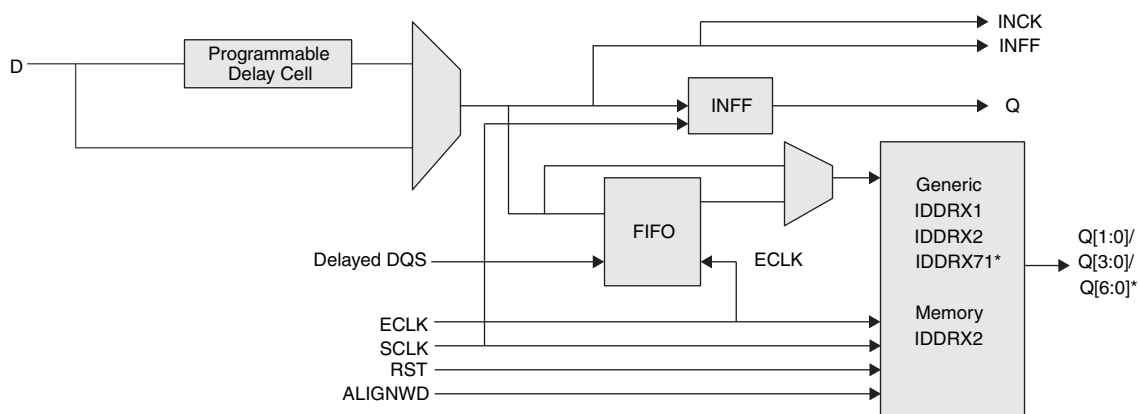 INCK
INFF
D
Programmable
Delay Cell
INFF
Q
Generic
IDDRX1
IDDRX2
IDDRX71*
Memory
IDDRX2
FIFO
Delayed DQS
ECLK
Q[1:0]/
Q[3:0]/
Q[6:0]*
ECLK
SCLK
RST
ALIGNWD